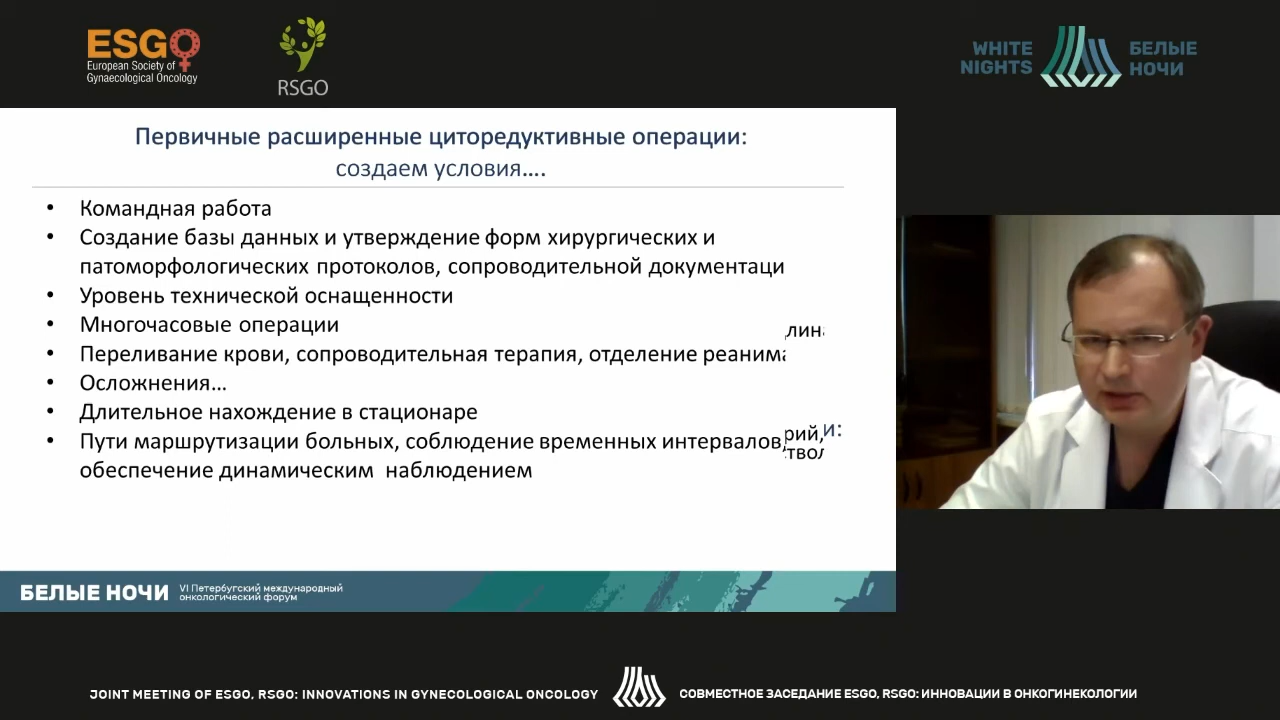 ESGO
European Society of
Gynaecological Oncology
RSGO
WHITE
NIGHTS
БЕЛЫЕ
НОЧИ
Первичные расширенные циторедуктивные операции:
создаем условия....
• Командная работа
• Создание базы данных и утверждение форм хирургических и
патоморфологических протоколов, сопроводительной документаци
• Уровень технической оснащенности
• Многочасовые операции
• Переливание крови, сопроводительная терапия, отделение реаним
• Осложнения…
• Длительное нахождение в стационаре
• Пути маршрутизации больных, соблюдение временных интервалов,
обеспечение динамическим наблюдением
БЕЛЫЕ НОЧИ
VI Петербугский международный
онкологический форум
JOINT MEETING OF ESGO, RSGO: INNOVATIONS IN GYNECOLOGICAL ONCOLOGY
СОВМЕСТНОЕ ЗАСЕДАНИЕ ESGO, RSGO: ИННОВАЦИИ В ОНКОГИНЕКОЛОГИИ